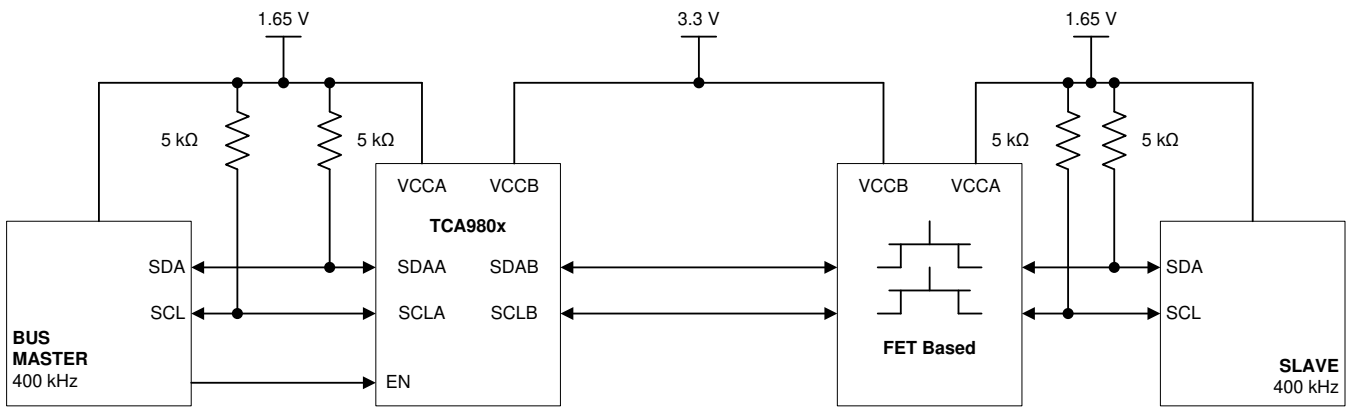 1.65 V
3.3 V
1.65 V
5 kΩ
5 kΩ
5 kΩ
5 kΩ
VCCA VCCB
VCCB VCCA
TCA980x
SDA
SDAA SDAB
SDA
SCL
SCLA SCLB
SCL
BUS
MASTER
400 kHz
EN
FET Based
SLAVE
400 kHz